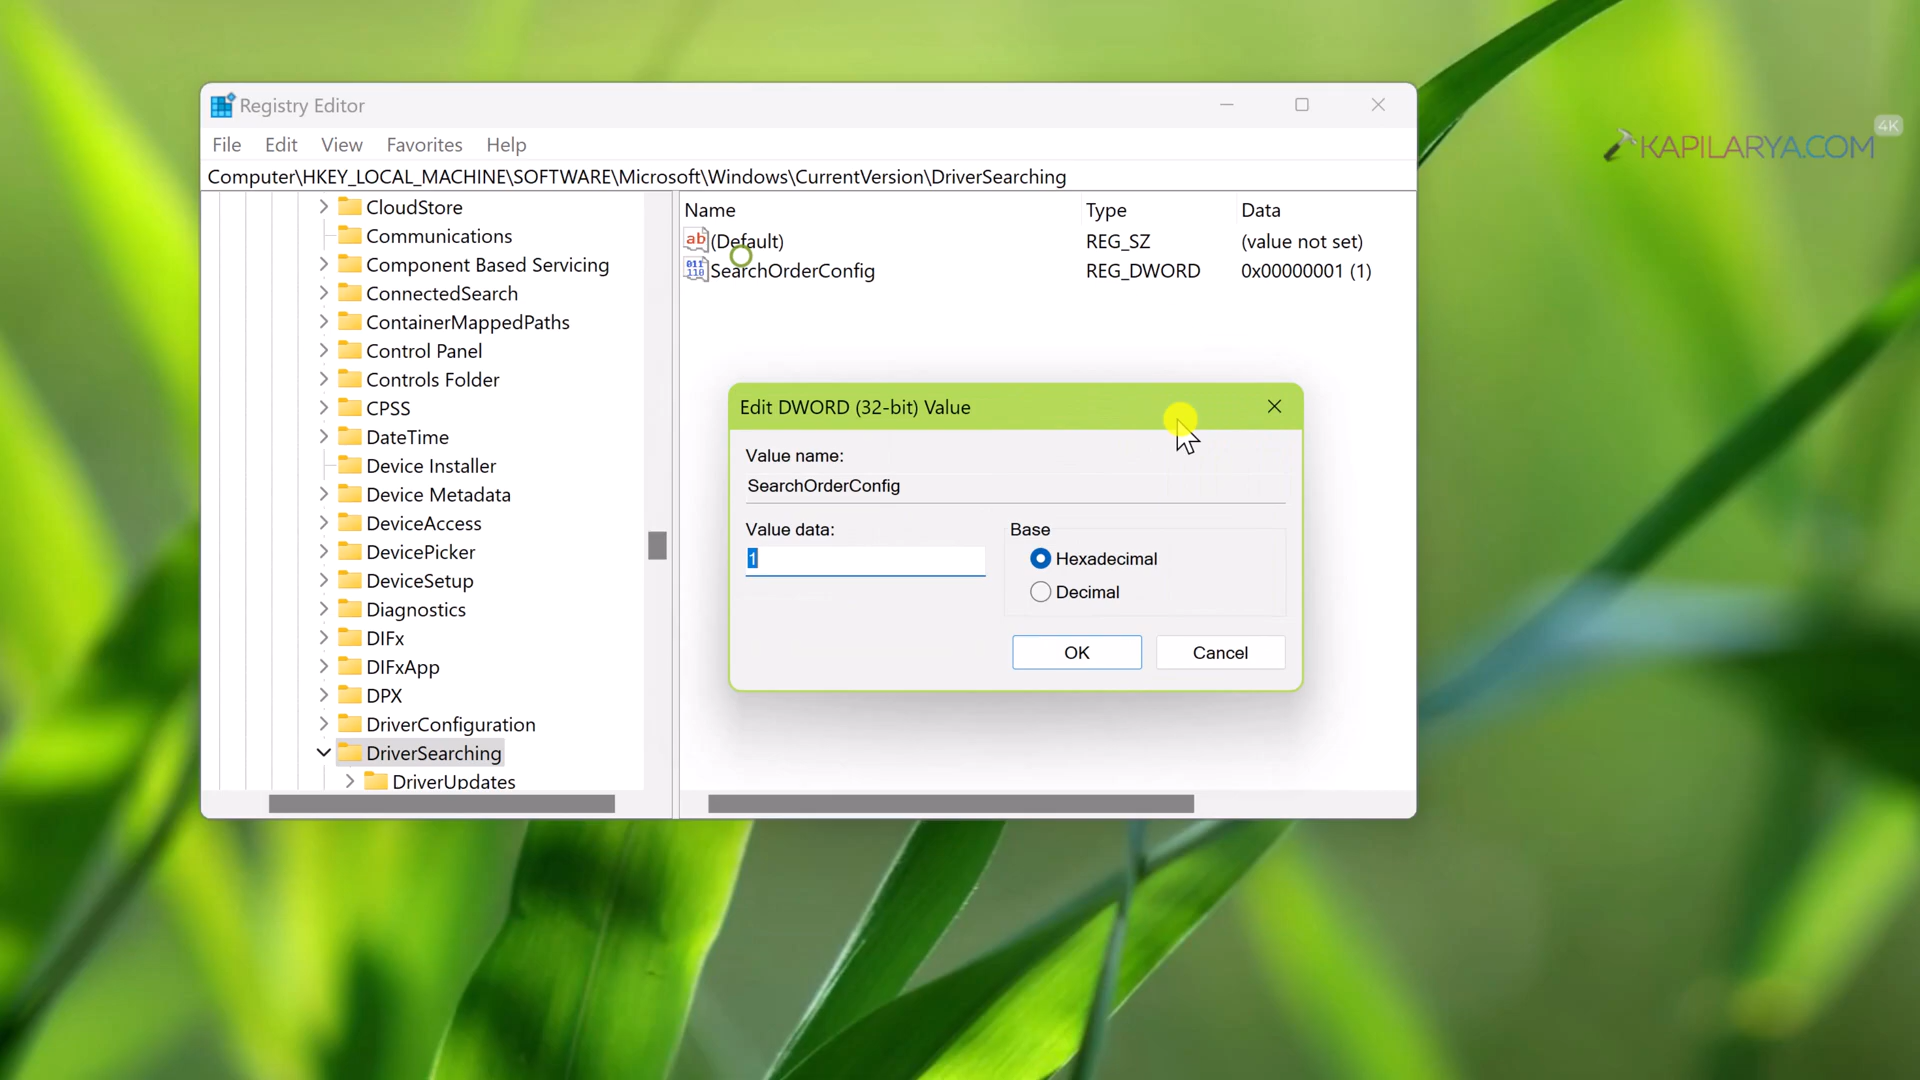 Registry Editor
File Edit View Favorites Help
Computer\HKEY_LOCAL_MACHINE\SOFTWARE\Microsoft\Windows\CurrentVersion\DriverSearching
CloudStore
Communications
Component Based Servicing
ConnectedSearch
ContainerMappedPaths
Control Panel
Controls Folder
CPSS
DateTime
Device Installer
Device Metadata
DeviceAccess
DevicePicker
DeviceSetup
Diagnostics
DIFx
DIFxApp
DPX
DriverConfiguration
DriverSearching
DriverUpdates
Name Type Data
ab (Default) REG_SZ (value not set)
011 110 SearchOrderConfig REG_DWORD 0x00000001 (1)
Edit DWORD (32-bit) Value
Value name:
SearchOrderConfig
Value data:
1
Base
Hexadecimal
Decimal
OK Cancel
KAPILARYA.COM
4K